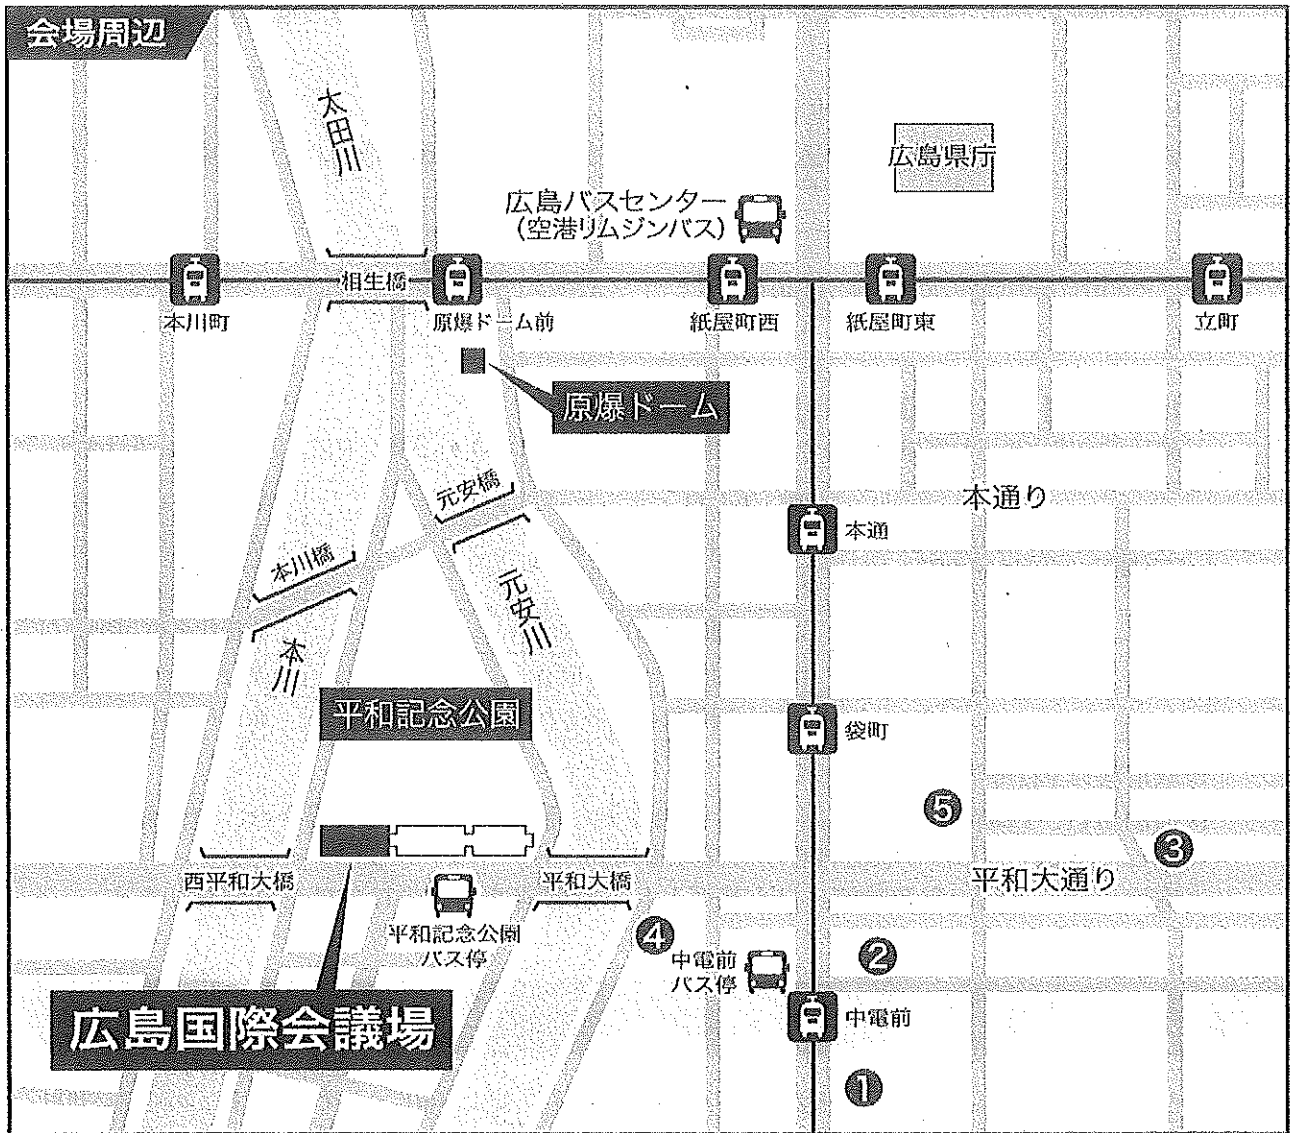 会場周辺
太田川
広島県庁
広島バスセンター
(空港リムジンバス)
相生橋
本川町
原爆ドーム前
紙屋町西
紙屋町東
立町
原爆ドーム
本通り
元安橋
本通
本川橋
元安川
本川
平和記念公園
袋町
⑤
③
西平和大橋
平和大橋
平和大通り
平和記念公園
バス停
④
中電前
バス停
②
広島国際会議場
中電前
①